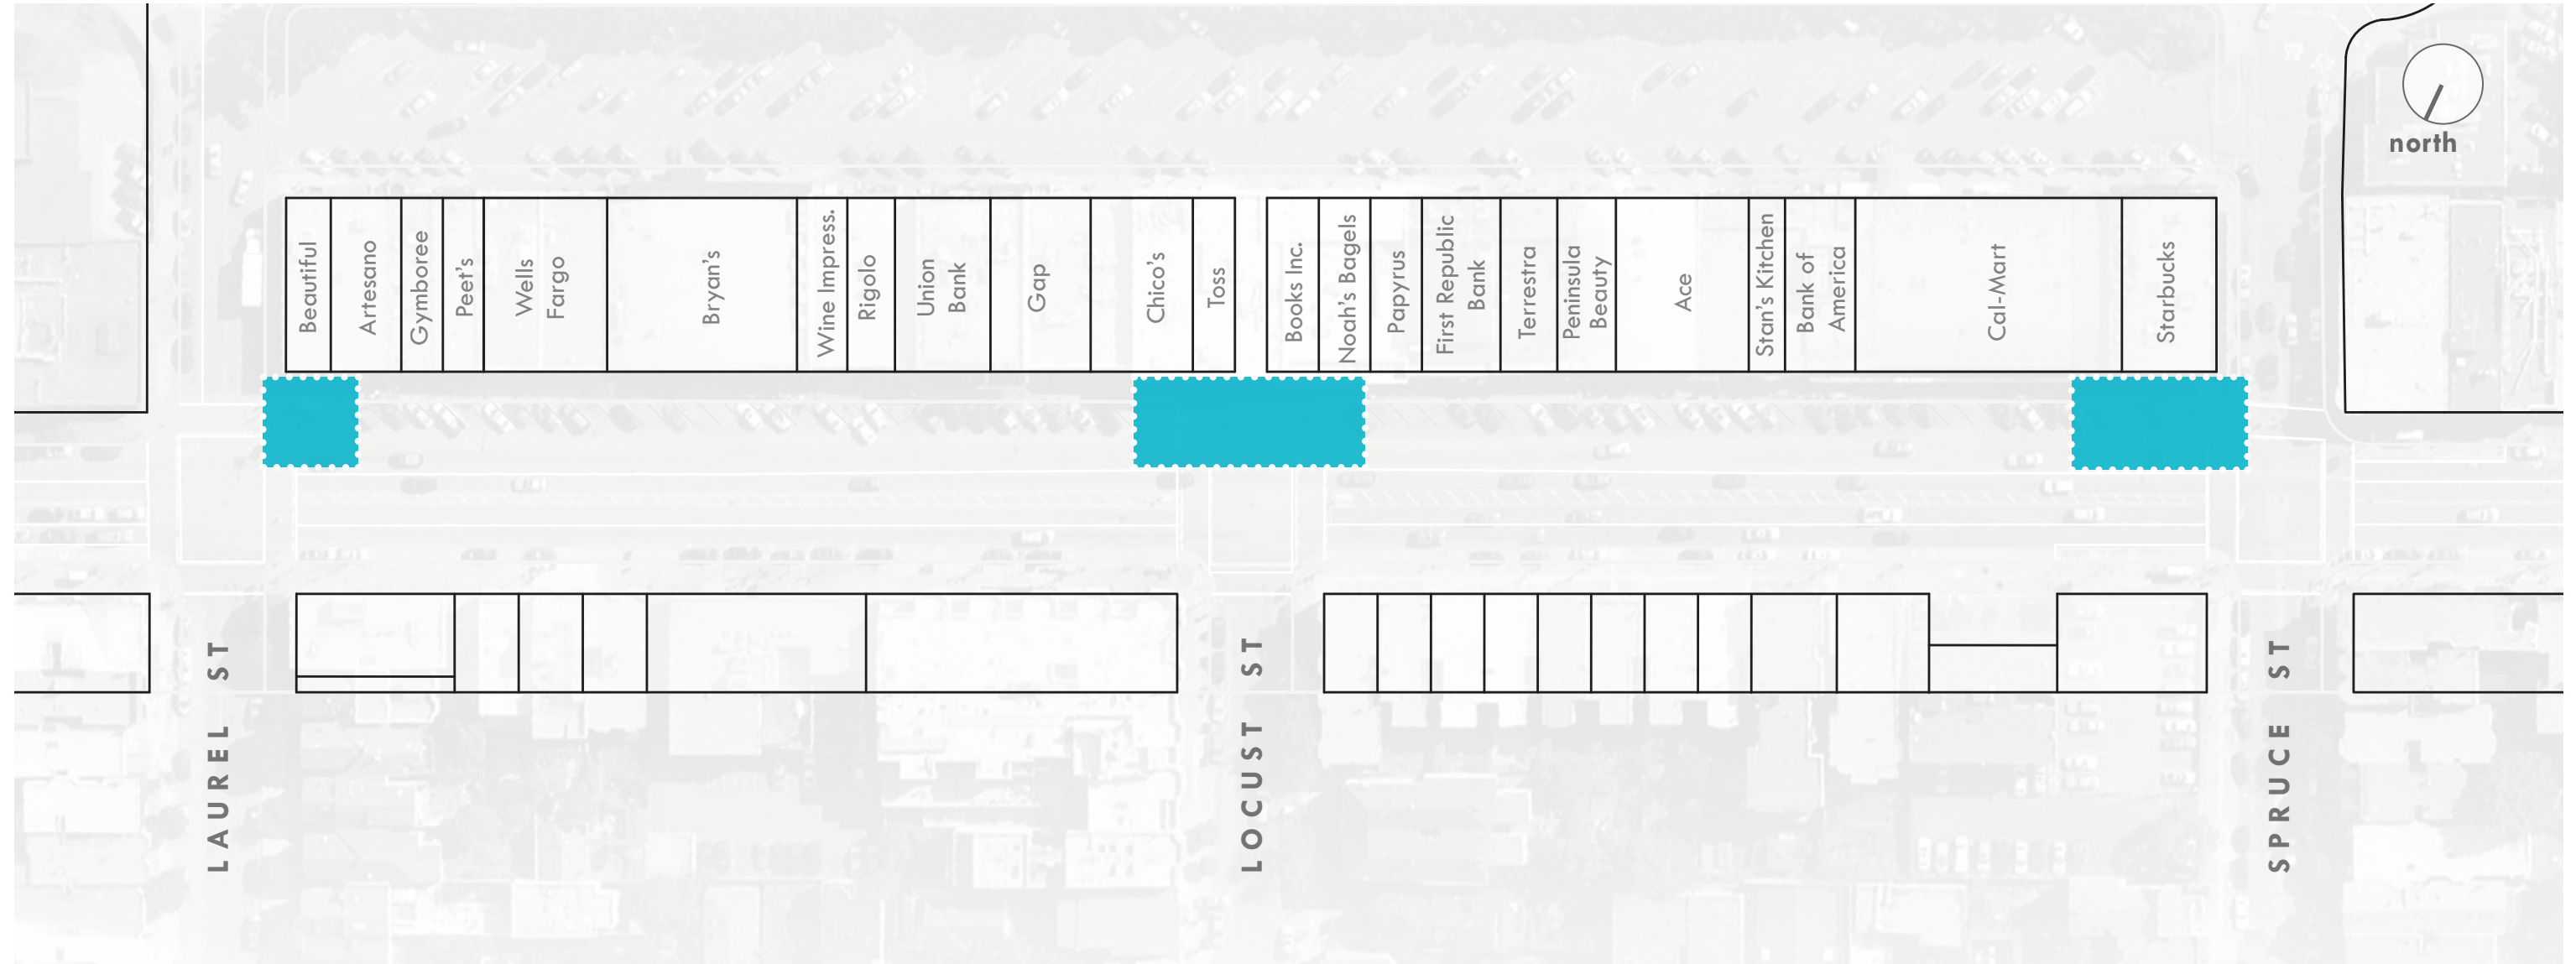 north
Beautiful
Artesano
Gymboree
Peet's
Wells
Fargo
Bryan's
Wine Impress.
Rigolo
Union
Bank
Gap
Chico's
Toss
Books Inc.
Noah's Bagels
Papyrus
First Republic
Bank
Terrestra
Peninsula
Beauty
Ace
Stan's Kitchen
Bank of
America
Cal-Mart
Starbucks
LAUREL ST
LOCUST ST
SPRUCE ST